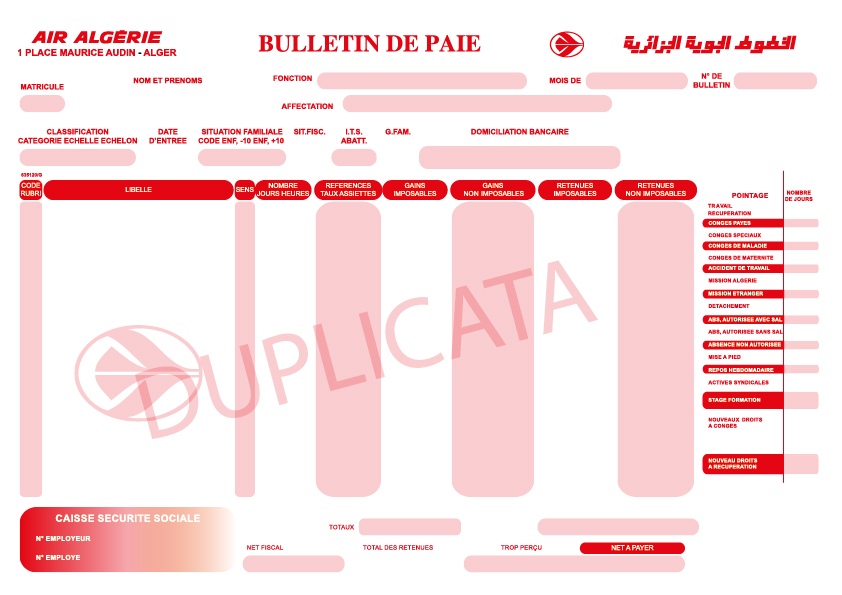 AIR ALGÉRIE
1 PLACE MAURICE AUDIN - ALGER
BULLETIN DE PAIE
الخطوط الجوية الجزائرية
MATRICULE
NOM ET PRENOMS
FONCTION
MOIS DE
N° DE
BULLETIN
AFFECTATION
CLASSIFICATION
CATEGORIE ECHELLE ECHELON
DATE
D'ENTREE
SITUATION FAMILIALE
CODE ENF, -10 ENF, +10
SIT.FISC.
I.T.S.
ABATT.
G.FAM.
DOMICILIATION BANCAIRE
CODE
RUBRI
LIBELLE
SENS
NOMBRE
JOURS HEURES
REFERENCES
TAUX ASSIETTES
GAINS
IMPOSABLES
GAINS
NON IMPOSABLES
RETENUES
IMPOSABLES
RETENUES
NON IMPOSABLES
POINTAGE
NOMBRE
DE JOURS
TRAVAIL
RECUPERATION
CONGES PAYES
CONGES SPECIAUX
CONGES DE MALADIE
CONGES DE MATERNITE
ACCIDENT DE TRAVAIL
MISSION ALGERIE
MISSION ETRANGER
DETACHEMENT
ABS, AUTORISEE AVEC SAL
ABS, AUTORISEE SANS SAL
ABSENCE NON AUTORISEE
MISE A PIED
REPOS HEBDOMADAIRE
ACTIVES SYNDICALES
STAGE FORMATION
NOUVEAUX DROITS
A CONGES
NOUVEAU DROITS
A RECUPERATION
DUPLICATA
CAISSE SECURITE SOCIALE
N° EMPLOYEUR
N° EMPLOYE
TOTAUX
NET FISCAL
TOTAL DES RETENUES
TROP PERÇU
NET A PAYER